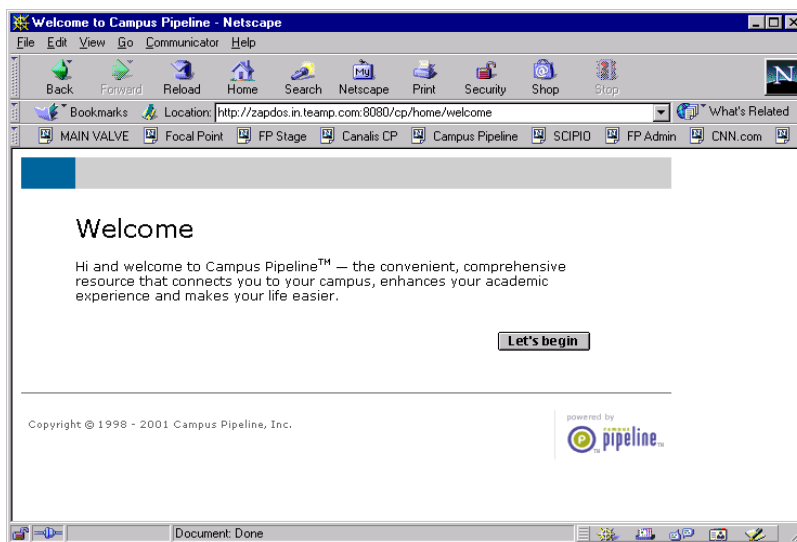 Welcome to Campus Pipeline - Netscape
File Edit View Go Communicator Help
Back Forward Reload Home Search Netscape Print Security Shop Stop
My
N
Bookmarks Location: http://zapdos.in.teamp.com:8080/cp/home/welcome What's Related
MAIN VALVE Focal Point FP Stage Canalis CP Campus Pipeline SCIPIO FP Admin CNN.com
Welcome
Hi and welcome to Campus Pipeline™ — the convenient, comprehensive
resource that connects you to your campus, enhances your academic
experience and makes your life easier.
Let's begin
Copyright © 1998 - 2001 Campus Pipeline, Inc.
powered by
campus
P pipeline™
Document: Done